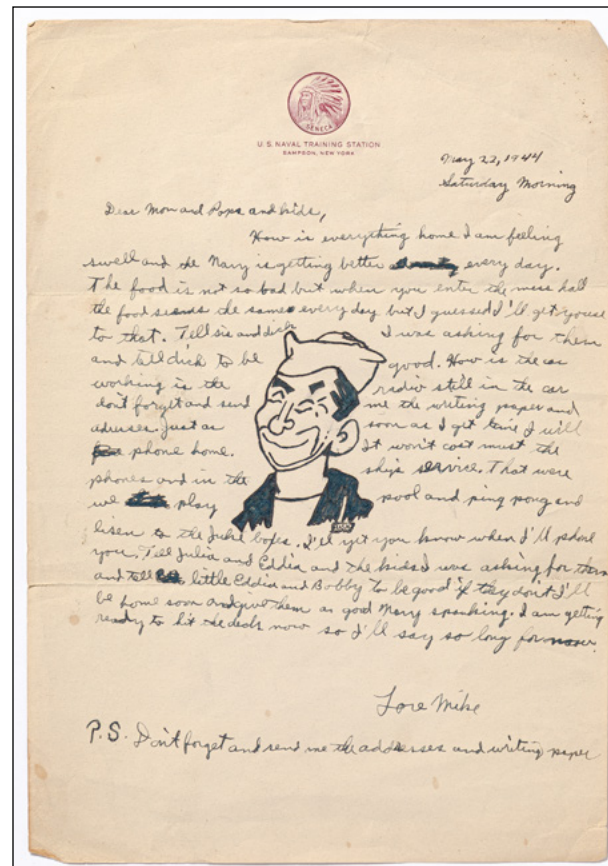 SENECA
U. S. NAVAL TRAINING STATION
SAMPSON, NEW YORK
May 22, 1944
Saturday Morning
Dear Mom and Pops and kids,
How is everything home I am feeling
swell and the Navy is getting better every day.
The food is not so bad but when you enter the mess hall
the food seems the same every day but I guessed I'll get youse
to that. Tell sis and dick I was asking for them
and tell dick to be good. How is the car
working is the radio still in the car
don't forget and send me the writing paper and
adresses. Just as soon as I get time I will
phone home. It won't cost must the
phones and in the ship service. That were
we play pool and ping pong and
lisen to the Juke boxes. I'll let you know when I'll phone
you. Tell Julia and Eddie and the kids I was asking for them
and tell little Eddie and Bobby to be good if they don't I'll
be home soon and give them a good Navy spanking. I am getting
ready to hit the deck now so I'll say so long for now.
Love Mike
P.S. Don't forget and send me the addresses and writing paper